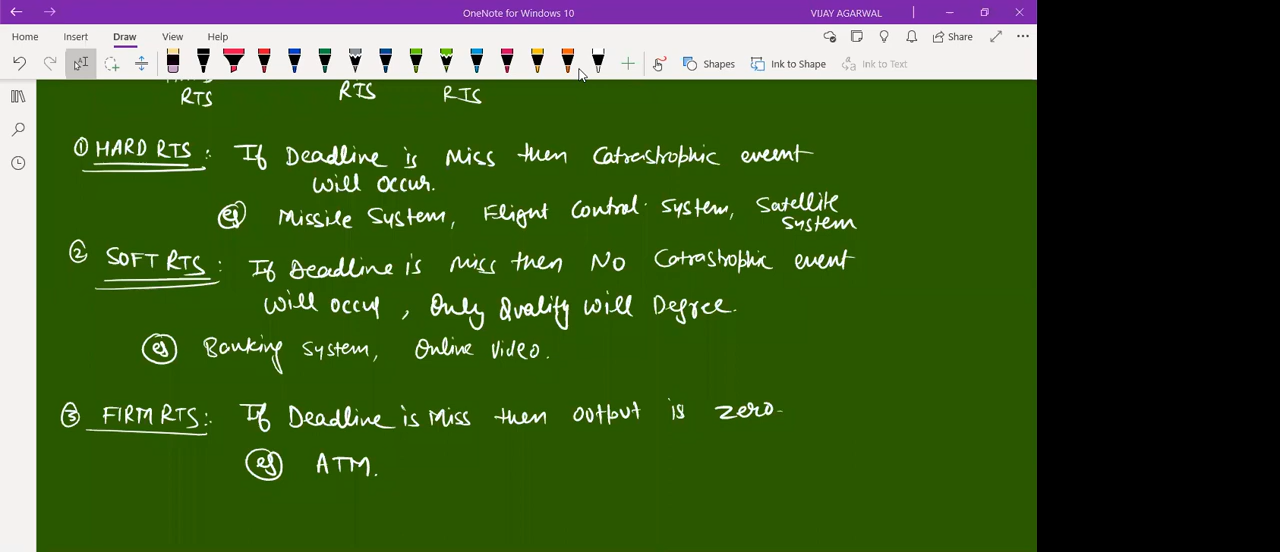 OneNote for Windows 10
VIJAY AGARWAL
Home Insert Draw View Help
Share
Shapes Ink to Shape Ink to Text
RTS RTS RTS
① HARD RTS : If Deadline is Miss then Catrastrophic eveent
will occur.
eg Missile System, Flight Control System, Satellite
System
② SOFT RTS : If Deadline is Miss then No Catrastrophic event
will occur, Only Quality will Degree.
eg Banking System, Online Video.
③ FIRM RTS : If Deadline is Miss then output is zero.
eg ATM.